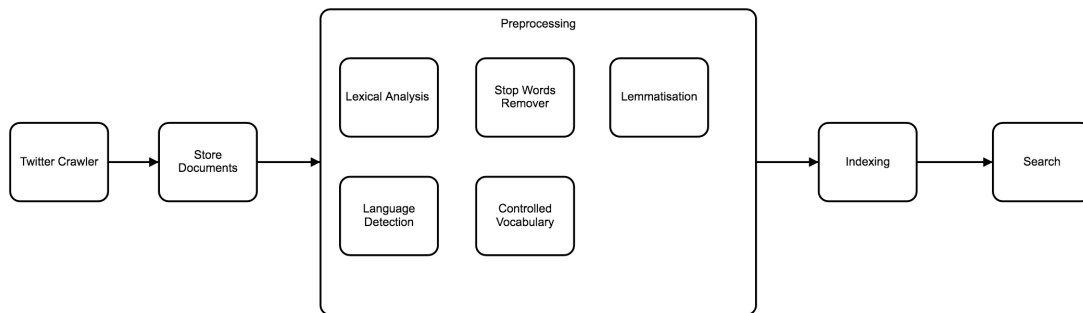 Preprocessing
Lexical Analysis
Stop Words
Remover
Lemmatisation
Twitter Crawler
Store
Documents
Language
Detection
Controlled
Vocabulary
Indexing
Search